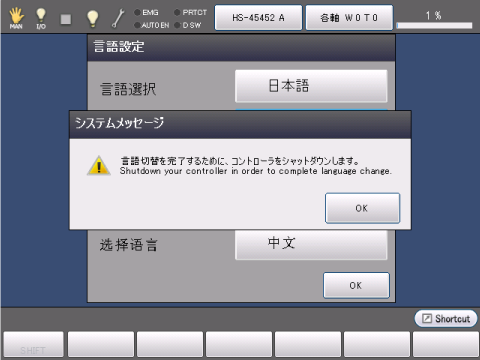 EMG PRTCT
MAN I/O AUTOEN DSW HS-45452 A 各軸 W0T0 1 %
言語設定
言語選択 日本語
システムメッセージ
言語切替を完了するために、コントローラをシャットダウンします。
Shutdown your controller in order to complete language change.
OK
选择语言 中文
OK
Shortcut
SHIFT